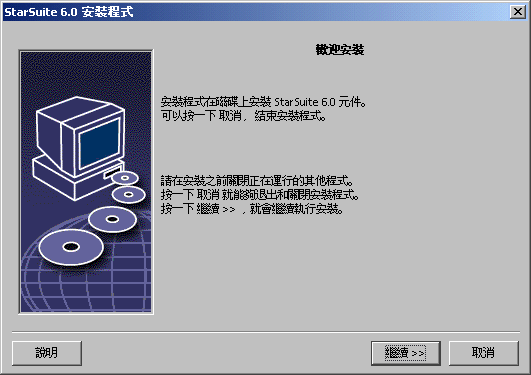 StarSuite 6.0 安裝程式
歡迎安裝
安裝程式在磁碟上安裝 StarSuite 6.0 元件。
可以按一下 取消，結束安裝程式。
請在安裝之前關閉正在運行的其他程式。
按一下 取消 就能夠退出和關閉安裝程式。
按一下 繼續 >> ，就會繼續執行安裝。
說明
繼續 >>
取消